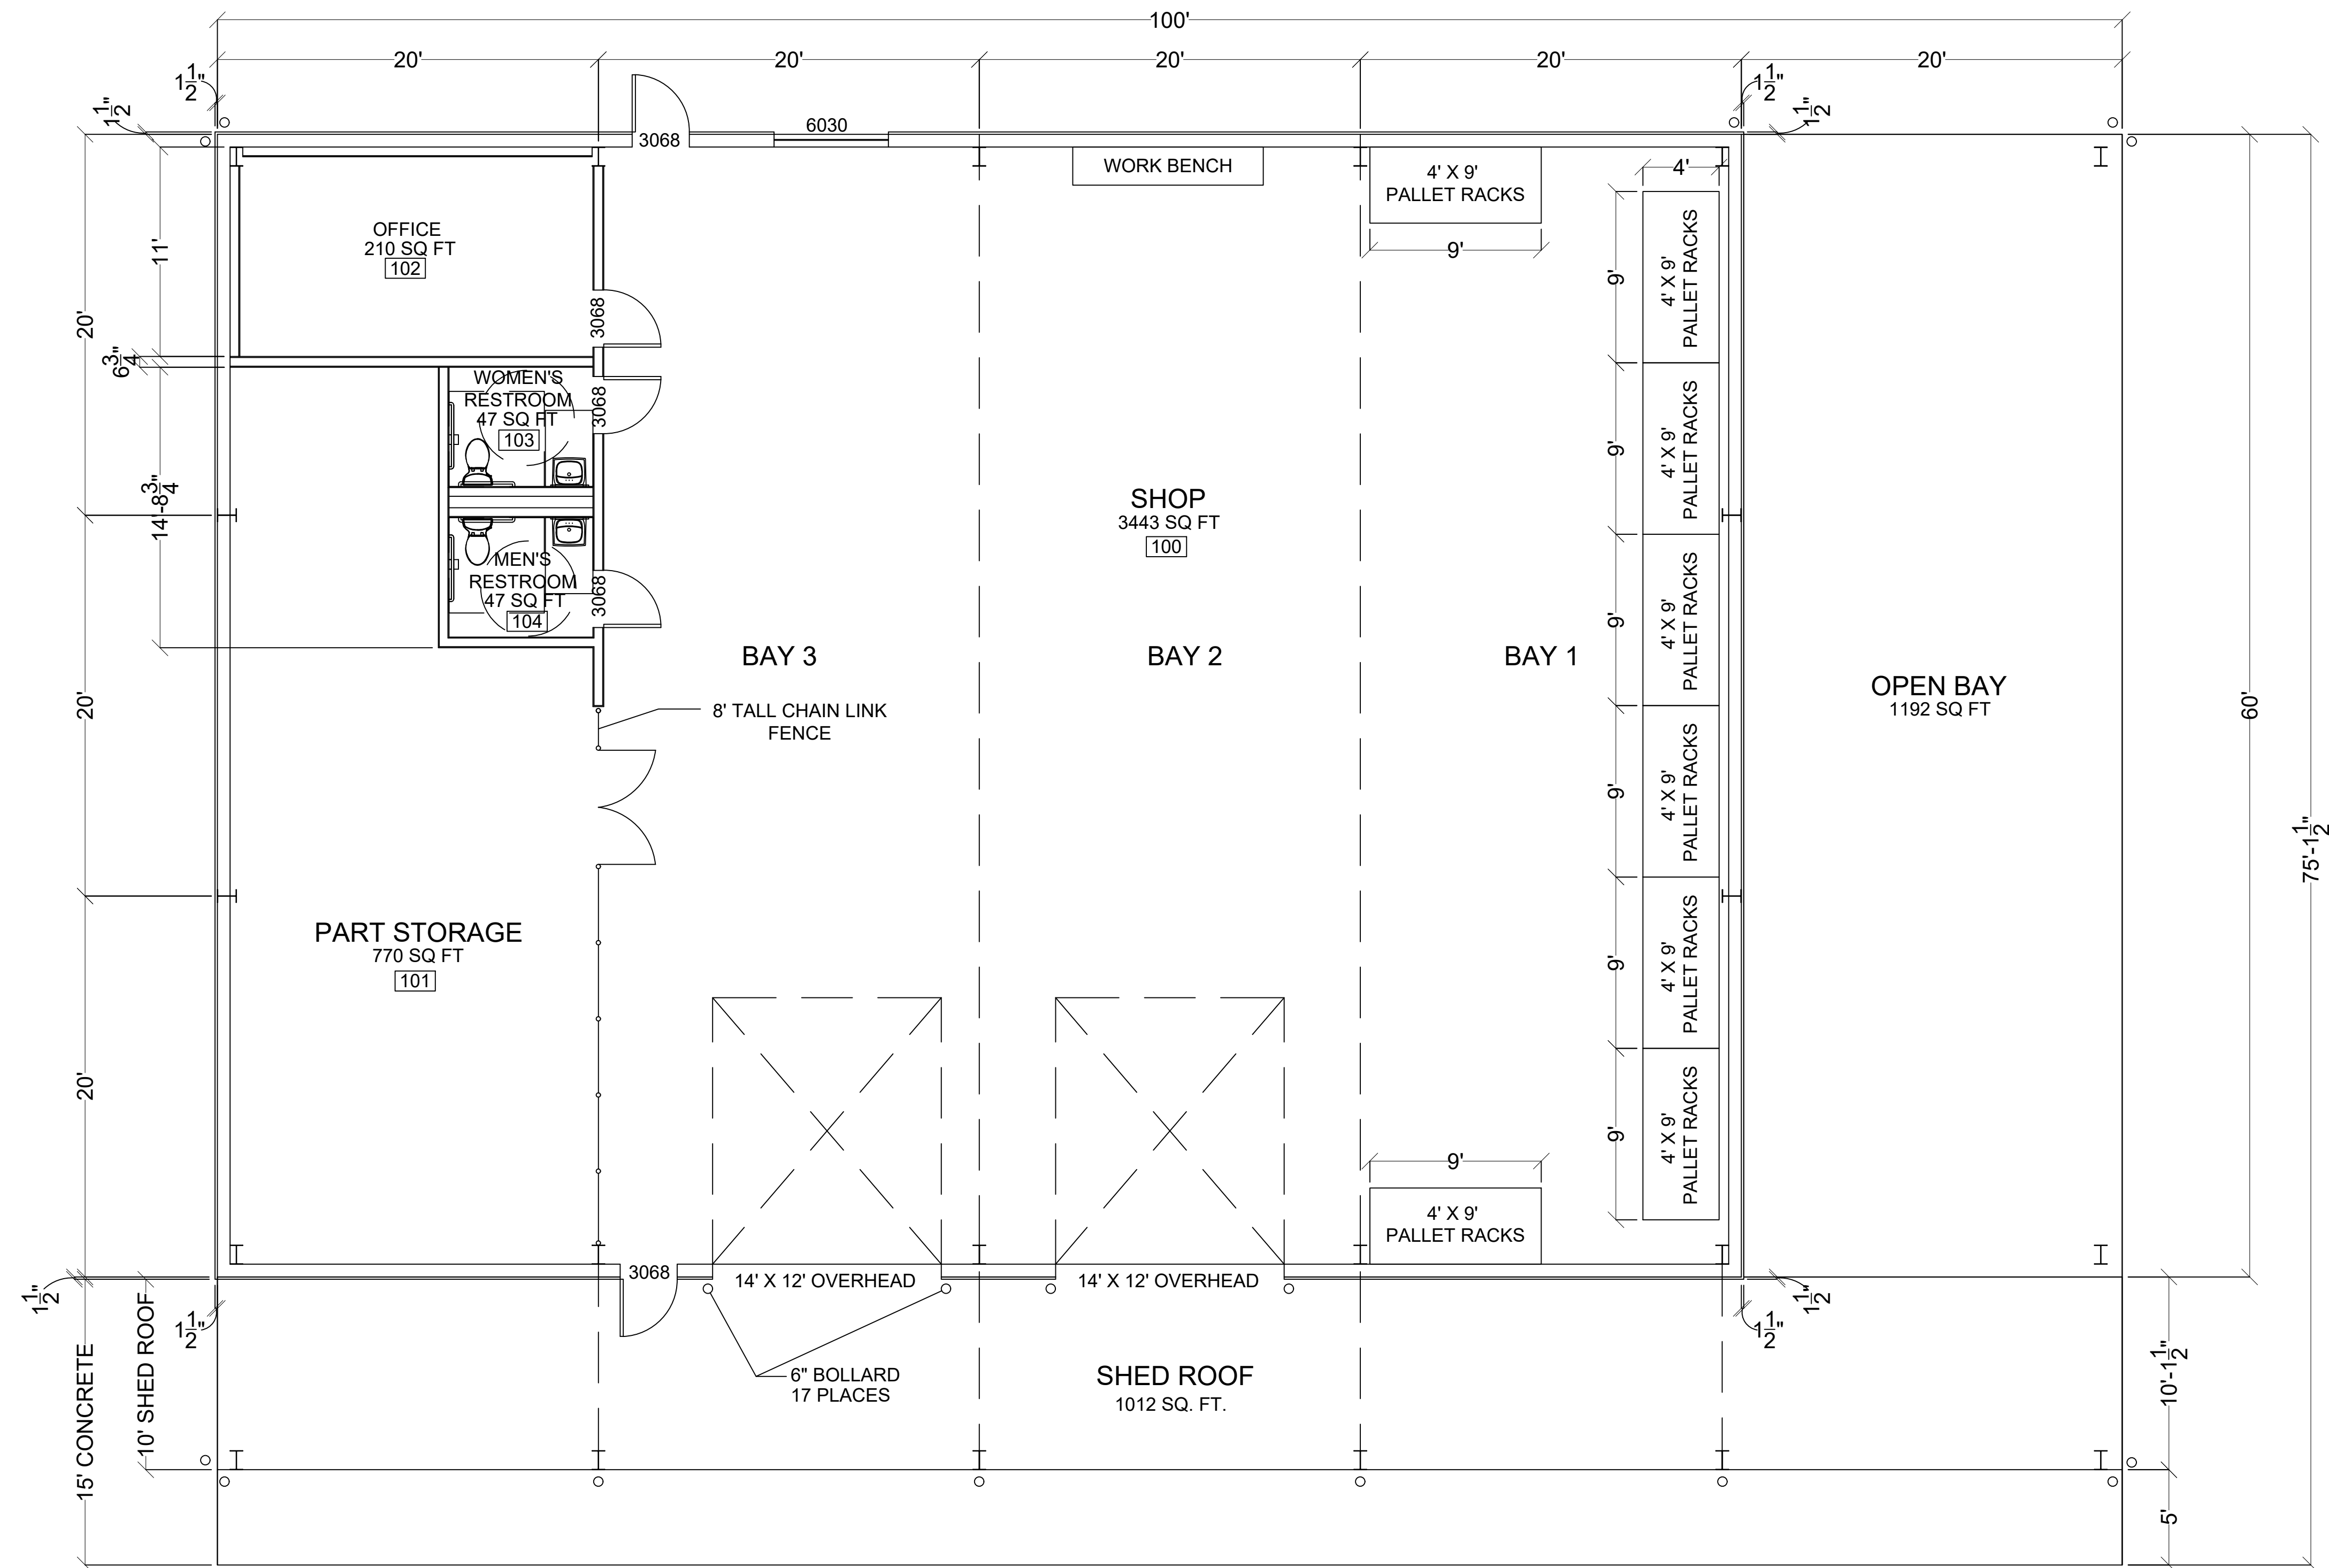 100'
20'
20'
20'
20'
20'
1 1/2"
1 1/2"
1 1/2"
1 1/2"
3068
6030
WORK BENCH
4' X 9'
PALLET RACKS
9'
4'
OFFICE
210 SQ FT
102
11'
20'
6 3/4"
14'-8 3/4"
20'
20'
3068
WOMEN'S
RESTROOM
47 SQ FT
103
3068
MEN'S
RESTROOM
47 SQ FT
104
3068
SHOP
3443 SQ FT
100
BAY 3
BAY 2
BAY 1
8' TALL CHAIN LINK
FENCE
9'
4' X 9'
PALLET RACKS
9'
4' X 9'
PALLET RACKS
9'
4' X 9'
PALLET RACKS
9'
4' X 9'
PALLET RACKS
9'
4' X 9'
PALLET RACKS
9'
4' X 9'
PALLET RACKS
OPEN BAY
1192 SQ FT
60'
75'-1 1/2"
PART STORAGE
770 SQ FT
101
9'
4' X 9'
PALLET RACKS
3068
14' X 12' OVERHEAD
14' X 12' OVERHEAD
1 1/2"
1 1/2"
1 1/2"
1 1/2"
15' CONCRETE
10' SHED ROOF
6" BOLLARD
17 PLACES
SHED ROOF
1012 SQ. FT.
10'-1 1/2"
5'